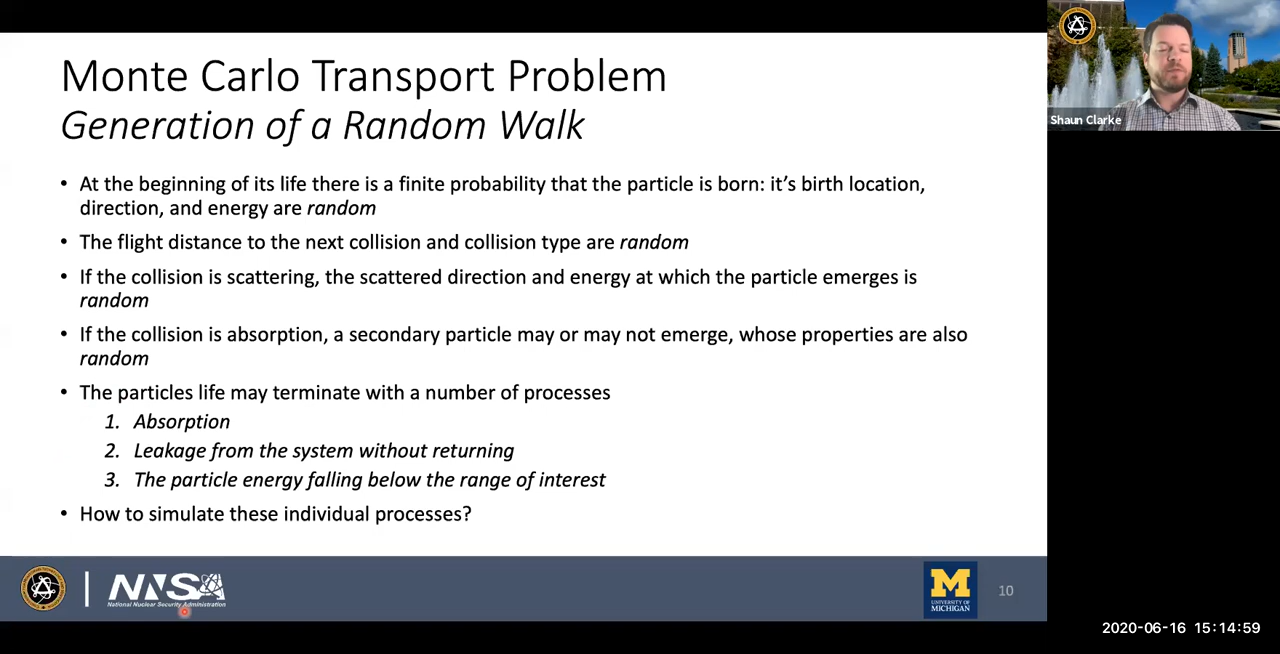 Monte Carlo Transport Problem
Generation of a Random Walk
• At the beginning of its life there is a finite probability that the particle is born: it’s birth location,
direction, and energy are random
• The flight distance to the next collision and collision type are random
• If the collision is scattering, the scattered direction and energy at which the particle emerges is
random
• If the collision is absorption, a secondary particle may or may not emerge, whose properties are also
random
• The particles life may terminate with a number of processes
1. Absorption
2. Leakage from the system without returning
3. The particle energy falling below the range of interest
• How to simulate these individual processes?
NNSA
National Nuclear Security Administration
M
UNIVERSITY OF
MICHIGAN
10
Shaun Clarke
2020-06-16 15:14:59